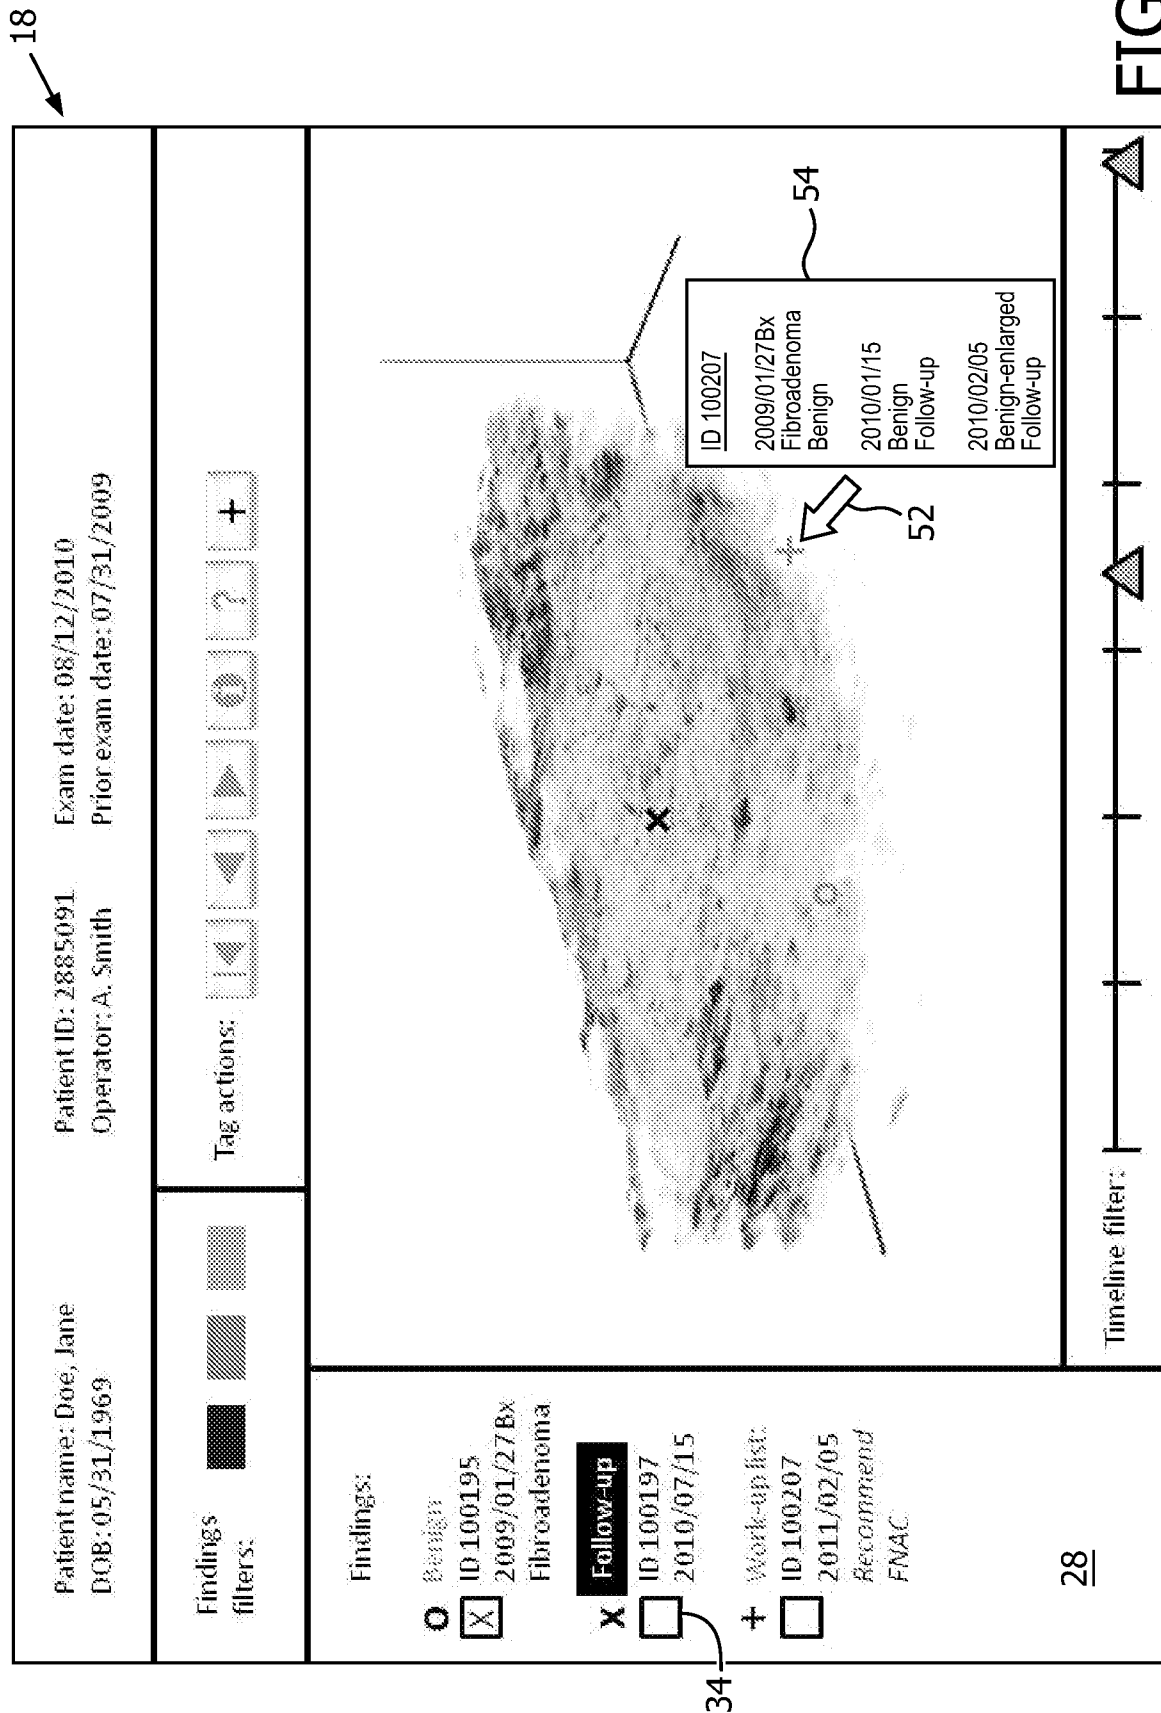 18
Patient name: Doe, Jane
DOB: 05/31/1969
Patient ID: 2885091
Operator: A. Smith
Exam date: 08/12/2010
Prior exam date: 07/31/2009
Findings
filters:
Tag actions:
?
+
Findings:
O Benign
X ID 100195
2009/01/27Bx
Fibroadenoma
X Follow-up
ID 100197
2010/07/15
34
+ Work-up list:
ID 100207
2011/02/05
Recommend
FNAC
28
ID 100207
2009/01/27Bx
Fibroadenoma
Benign
2010/01/15
Benign
Follow-up
2010/02/05
Benign-enlarged
Follow-up
54
52
Timeline filter:
FIG